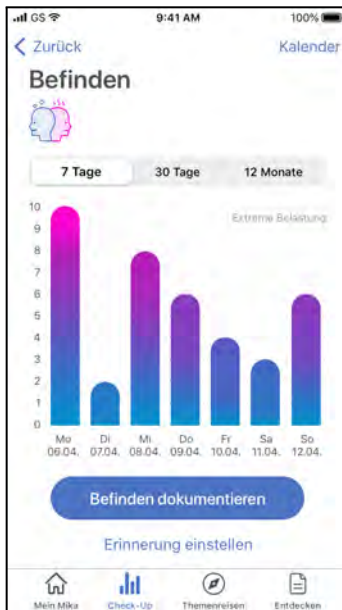 GS 9:41 AM 100%
Zurück Kalender
Befinden
7 Tage 30 Tage 12 Monate
10
9
Extreme Belastung
8
7
6
5
4
3
2
1
0
Mo Di Mi Do Fr Sa So
06.04. 07.04. 08.04. 09.04. 10.04. 11.04. 12.04.
Befinden dokumentieren
Erinnerung einstellen
Mein Mika Check-Up Themenreisen Entdecken